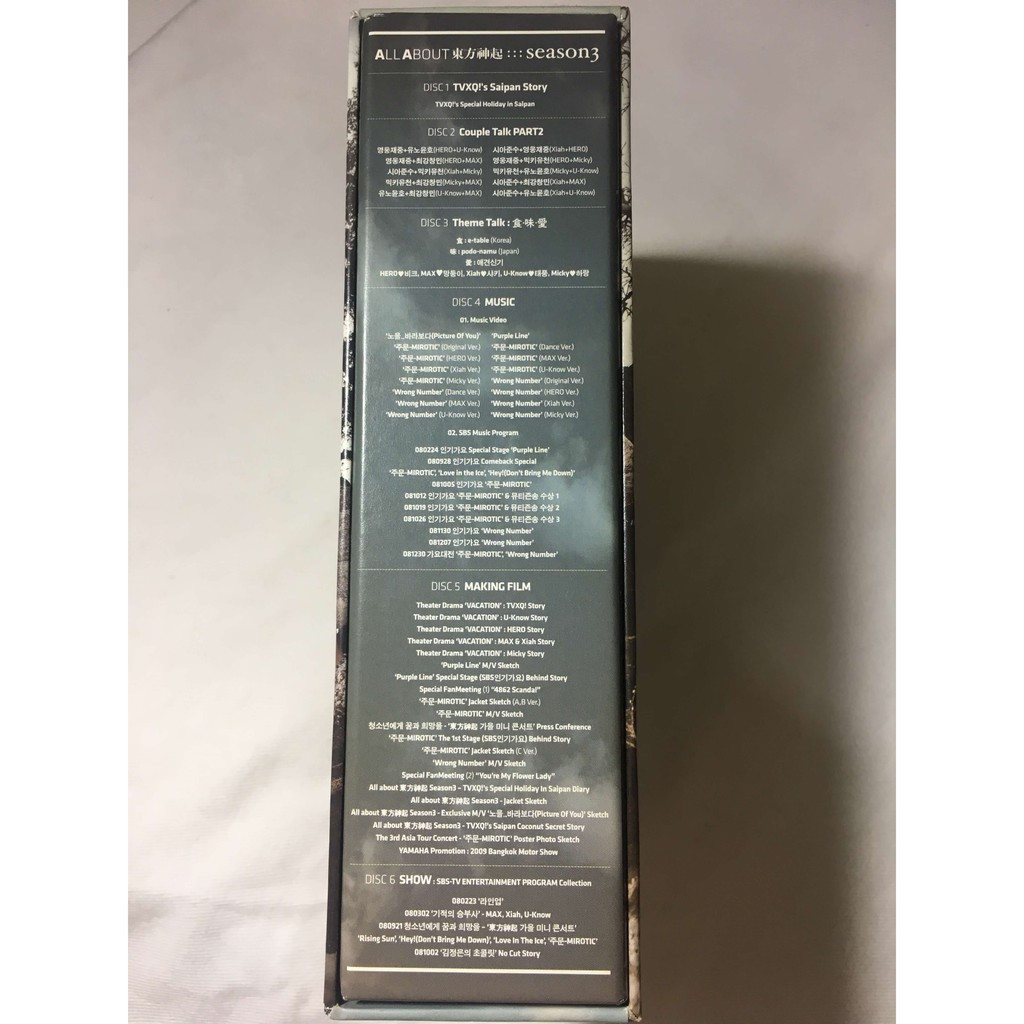 ALL ABOUT 東方神起 ::: season3
DISC 1 TVXQ!'s Saipan Story
TVXQ!'s Special Holiday in Saipan
DISC 2 Couple Talk PART2
영웅재중+유노윤호(HERO+U-Know) 시아준수+영웅재중(Xiah+HERO)
영웅재중+최강창민(HERO+MAX) 영웅재중+믹키유천(HERO+Micky)
시아준수+믹키유천(Xiah+Micky) 믹키유천+유노윤호(Micky+U-Know)
믹키유천+최강창민(Micky+MAX) 시아준수+최강창민(Xiah+MAX)
유노윤호+최강창민(U-Know+MAX) 시아준수+유노윤호(Xiah+U-Know)
DISC 3 Theme Talk : 食·味·愛
食 : e-table (Korea)
味 : podo-namu (Japan)
愛 : 애견신기
HERO♥비크, MAX♥망둥이, Xiah♥샤키, U-Know♥태풍, Micky♥하랑
DISC 4 MUSIC
01. Music Video
'노을..바라보다(Picture Of You)' 'Purple Line'
'주문-MIROTIC' (Original Ver.) '주문-MIROTIC' (Dance Ver.)
'주문-MIROTIC' (HERO Ver.) '주문-MIROTIC' (MAX Ver.)
'주문-MIROTIC' (Xiah Ver.) '주문-MIROTIC' (U-Know Ver.)
'주문-MIROTIC' (Micky Ver.) 'Wrong Number' (Original Ver.)
'Wrong Number' (Dance Ver.) 'Wrong Number' (HERO Ver.)
'Wrong Number' (MAX Ver.) 'Wrong Number' (Xiah Ver.)
'Wrong Number' (U-Know Ver.) 'Wrong Number' (Micky Ver.)
02. SBS Music Program
080224 인기가요 Special Stage 'Purple Line'
080928 인기가요 Comeback Special
'주문-MIROTIC', 'Love in the Ice', 'Hey!(Don't Bring Me Down)'
081005 인기가요 '주문-MIROTIC'
081012 인기가요 '주문-MIROTIC' & 뮤티즌송 수상 1
081019 인기가요 '주문-MIROTIC' & 뮤티즌송 수상 2
081026 인기가요 '주문-MIROTIC' & 뮤티즌송 수상 3
081130 인기가요 'Wrong Number'
081207 인기가요 'Wrong Number'
081230 가요대전 '주문-MIROTIC', 'Wrong Number'
DISC 5 MAKING FILM
Theater Drama 'VACATION' : TVXQ! Story
Theater Drama 'VACATION' : U-Know Story
Theater Drama 'VACATION' : HERO Story
Theater Drama 'VACATION' : MAX & Xiah Story
Theater Drama 'VACATION' : Micky Story
'Purple Line' M/V Sketch
'Purple Line' Special Stage (SBS인기가요) Behind Story
Special FanMeeting (1) "4862 Scandal"
'주문-MIROTIC' Jacket Sketch (A,B Ver.)
'주문-MIROTIC' M/V Sketch
청소년에게 꿈과 희망을 - '東方神起 가을 미니 콘서트' Press Conference
'주문-MIROTIC' The 1st Stage (SBS인기가요) Behind Story
'주문-MIROTIC' Jacket Sketch (C Ver.)
'Wrong Number' M/V Sketch
Special FanMeeting (2) "You're My Flower Lady"
All about 東方神起 Season3 – TVXQ!'s Special Holiday In Saipan Diary
All about 東方神起 Season3 - Jacket Sketch
All about 東方神起 Season3 - Exclusive M/V '노을..바라보다(Picture Of You)' Sketch
All about 東方神起 Season3 - TVXQ!'s Saipan Coconut Secret Story
The 3rd Asia Tour Concert - '주문-MIROTIC' Poster Photo Sketch
YAMAHA Promotion : 2009 Bangkok Motor Show
DISC 6 SHOW : SBS-TV ENTERTAINMENT PROGRAM Collection
080223 '라인업'
080302 '기적의 승부사' - MAX, Xiah, U-Know
080921 청소년에게 꿈과 희망을 - '東方神起 가을 미니 콘서트'
'Rising Sun', 'Hey!(Don't Bring Me Down)', 'Love In The Ice', '주문-MIROTIC'
081002 '김정은의 초콜릿' No Cut Story